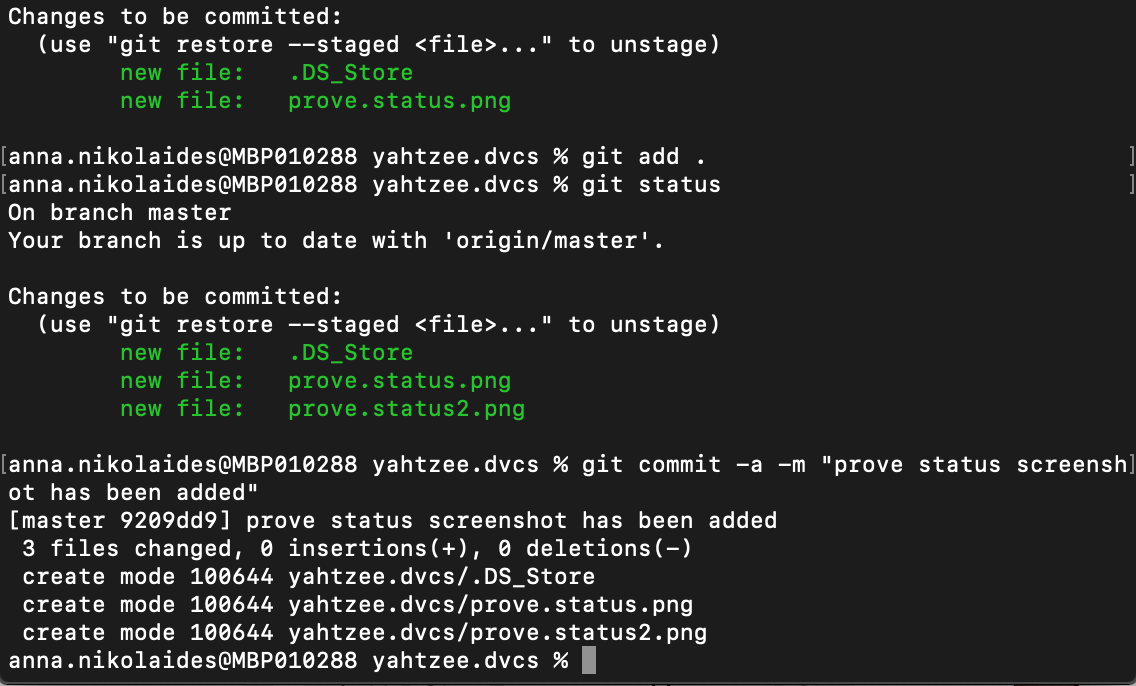 Changes to be committed:
  (use "git restore --staged <file>..." to unstage)
        new file:   .DS_Store
        new file:   prove.status.png

[anna.nikolaides@MBP010288 yahtzee.dvcs % git add .                              ]
[anna.nikolaides@MBP010288 yahtzee.dvcs % git status                             ]
On branch master
Your branch is up to date with 'origin/master'.

Changes to be committed:
  (use "git restore --staged <file>..." to unstage)
        new file:   .DS_Store
        new file:   prove.status.png
        new file:   prove.status2.png

[anna.nikolaides@MBP010288 yahtzee.dvcs % git commit -a -m "prove status screensh]
ot has been added"
[master 9209dd9] prove status screenshot has been added
 3 files changed, 0 insertions(+), 0 deletions(-)
 create mode 100644 yahtzee.dvcs/.DS_Store
 create mode 100644 yahtzee.dvcs/prove.status.png
 create mode 100644 yahtzee.dvcs/prove.status2.png
anna.nikolaides@MBP010288 yahtzee.dvcs %